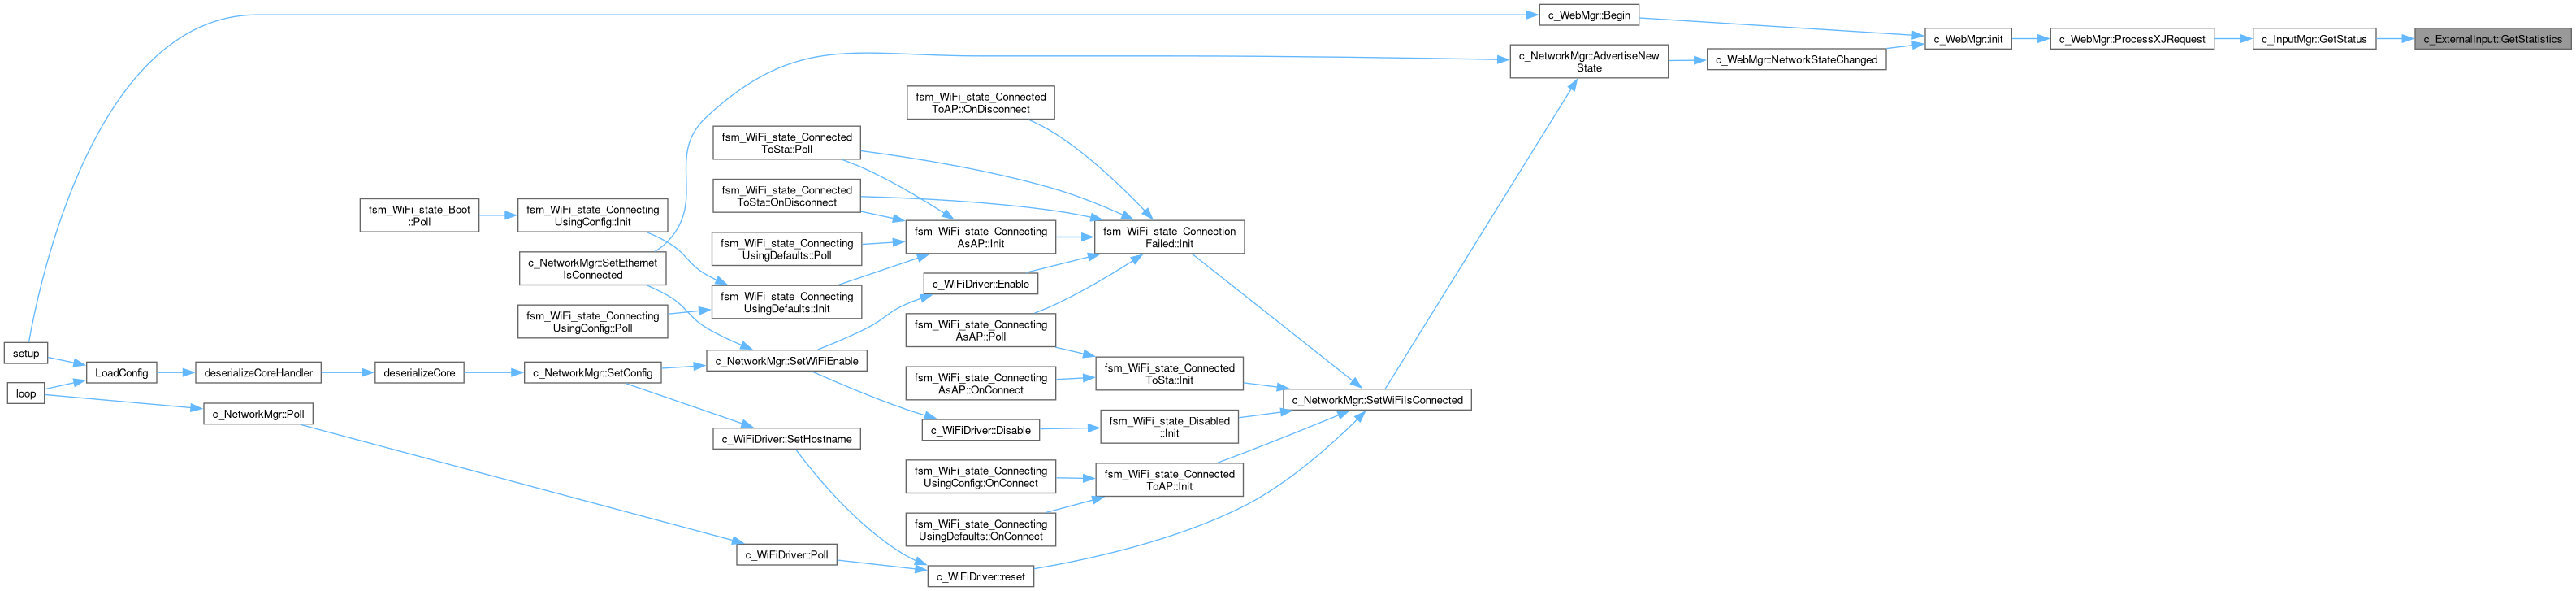 setup
loop
LoadConfig
c_NetworkMgr::Poll
deserializeCoreHandler
fsm_WiFi_state_Boot
::Poll
deserializeCore
fsm_WiFi_state_Connecting
UsingConfig::Init
c_NetworkMgr::SetEthernet
IsConnected
fsm_WiFi_state_Connecting
UsingConfig::Poll
c_NetworkMgr::SetConfig
fsm_WiFi_state_Connected
ToSta::Poll
fsm_WiFi_state_Connected
ToSta::OnDisconnect
fsm_WiFi_state_Connecting
UsingDefaults::Poll
fsm_WiFi_state_Connecting
UsingDefaults::Init
c_NetworkMgr::SetWiFiEnable
c_WiFiDriver::SetHostname
c_WiFiDriver::Poll
fsm_WiFi_state_Connected
ToAP::OnDisconnect
fsm_WiFi_state_Connecting
AsAP::Init
c_WiFiDriver::Enable
fsm_WiFi_state_Connecting
AsAP::Poll
fsm_WiFi_state_Connecting
AsAP::OnConnect
c_WiFiDriver::Disable
fsm_WiFi_state_Connecting
UsingConfig::OnConnect
fsm_WiFi_state_Connecting
UsingDefaults::OnConnect
c_WiFiDriver::reset
fsm_WiFi_state_Connection
Failed::Init
fsm_WiFi_state_Connected
ToSta::Init
fsm_WiFi_state_Disabled
::Init
fsm_WiFi_state_Connected
ToAP::Init
c_NetworkMgr::SetWiFiIsConnected
c_WebMgr::Begin
c_NetworkMgr::AdvertiseNew
State
c_WebMgr::NetworkStateChanged
c_WebMgr::init
c_WebMgr::ProcessXJRequest
c_InputMgr::GetStatus
c_ExternalInput::GetStatistics